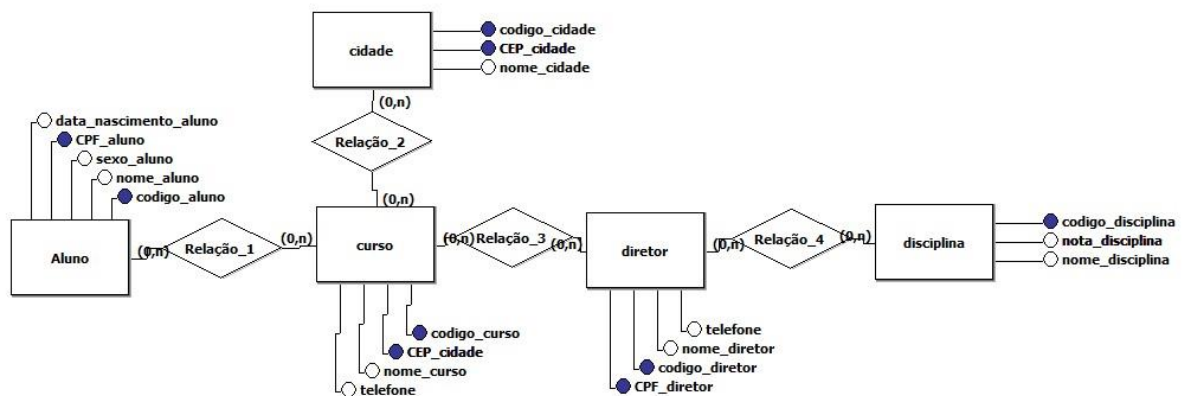 cidade
codigo_cidade
CEP_cidade
nome_cidade
(0,n)
Relação_2
(0,n)
data_nascimento_aluno
CPF_aluno
sexo_aluno
nome_aluno
codigo_aluno
Aluno
(0,n)
Relação_1
(0,n)
curso
(0,n)
Relação_3
(0,n)
diretor
(0,n)
Relação_4
(0,n)
disciplina
codigo_disciplina
nota_disciplina
nome_disciplina
codigo_curso
CEP_cidade
nome_curso
telefone
telefone
nome_diretor
codigo_diretor
CPF_diretor